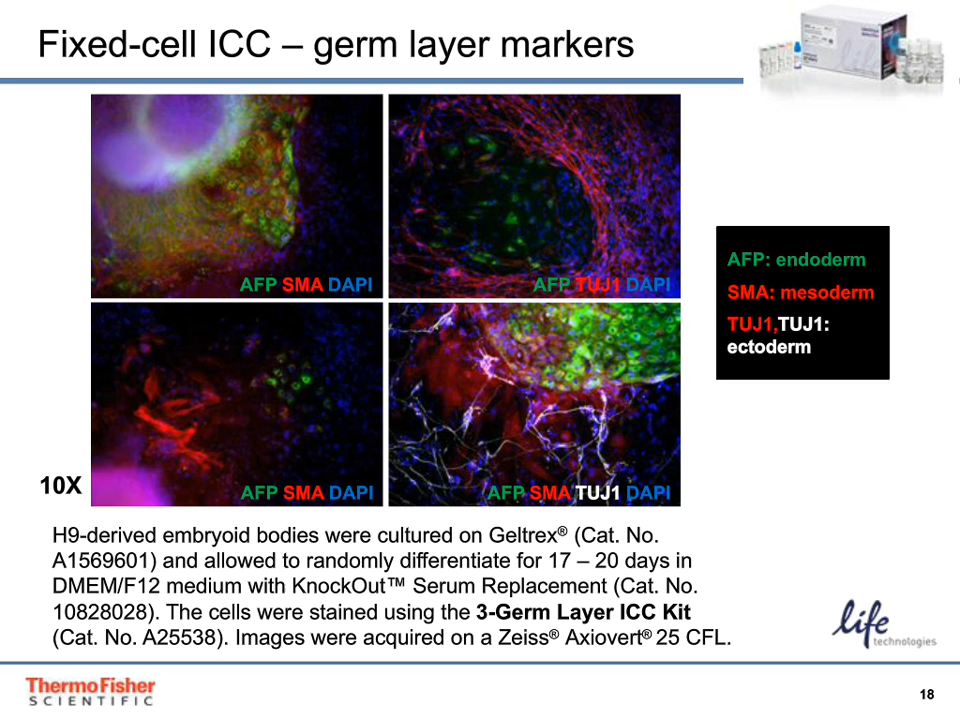 Fixed-cell ICC – germ layer markers
AFP SMA DAPI
AFP TUJ1 DAPI
AFP: endoderm
SMA: mesoderm
TUJ1,TUJ1:
ectoderm
10X
AFP SMA DAPI
AFP SMA TUJ1 DAPI
H9-derived embryoid bodies were cultured on Geltrex® (Cat. No.
A1569601) and allowed to randomly differentiate for 17 – 20 days in
DMEM/F12 medium with KnockOut™ Serum Replacement (Cat. No.
10828028). The cells were stained using the 3-Germ Layer ICC Kit
(Cat. No. A25538). Images were acquired on a Zeiss® Axiovert® 25 CFL.
life
technologies
ThermoFisher
SCIENTIFIC
18